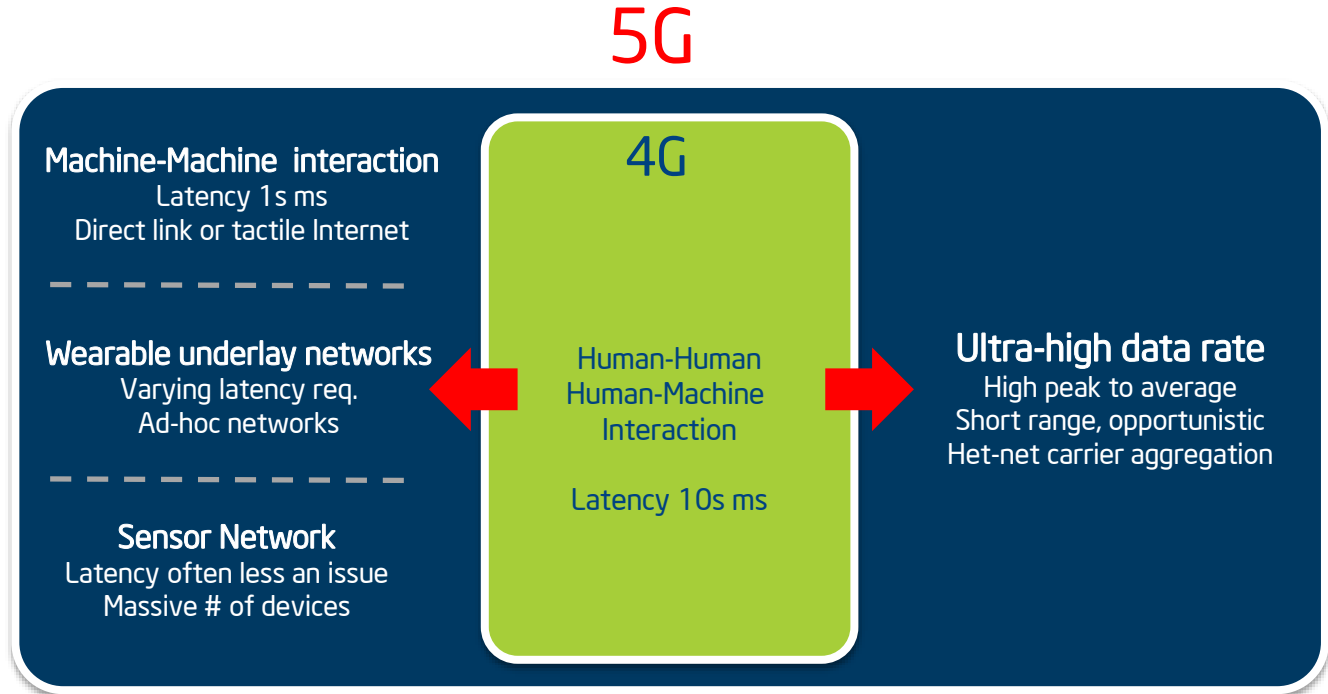 5G
Machine-Machine interaction
Latency 1s ms
Direct link or tactile Internet
Wearable underlay networks
Varying latency req.
Ad-hoc networks
Sensor Network
Latency often less an issue
Massive # of devices
4G
Human-Human
Human-Machine
Interaction
Latency 10s ms
Ultra-high data rate
High peak to average
Short range, opportunistic
Het-net carrier aggregation